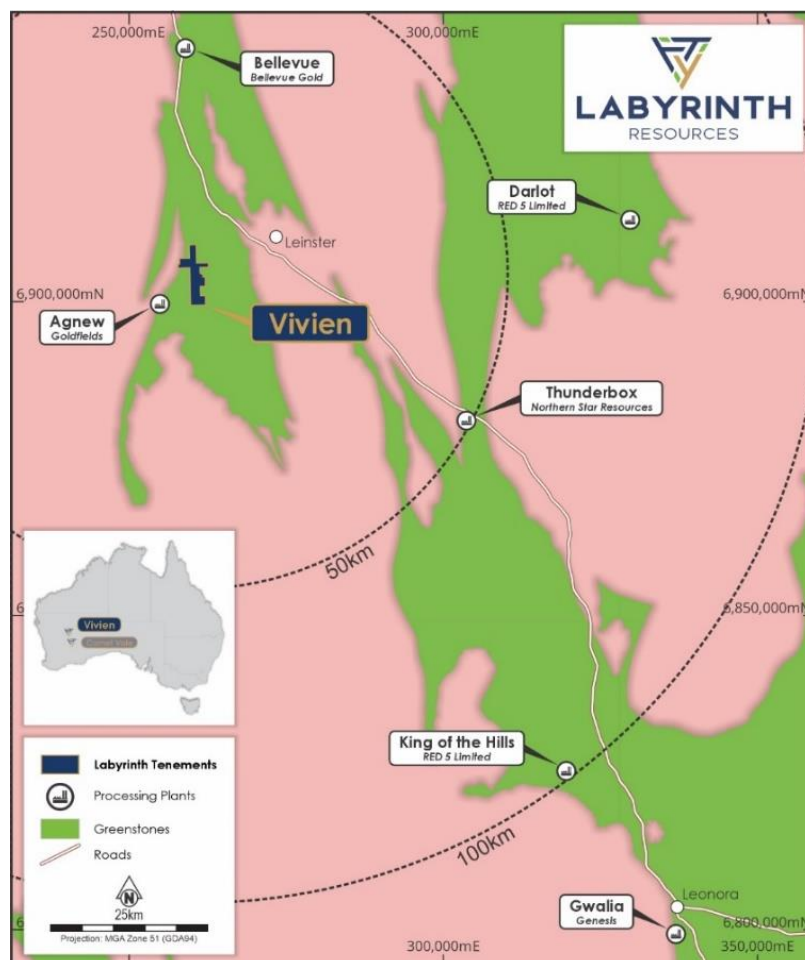 250,000mE
300,000mE
LABYRINTH
RESOURCES
Bellevue
Bellevue Gold
Darlot
RED 5 Limited
Leinster
6,900,000mN
6,900,000mN
Agnew
Goldfields
Vivien
Thunderbox
Northern Star Resources
50km
Vivien
Comet Vale
6,850,000mN
King of the Hills
RED 5 Limited
100km
Labyrinth Tenements
Processing Plants
Greenstones
Roads
N
25km
Projection: MGA Zone 51 (GDA94)
Leonora
Gwalia
Genesis
6,800,000mN
300,000mE
350,000mE